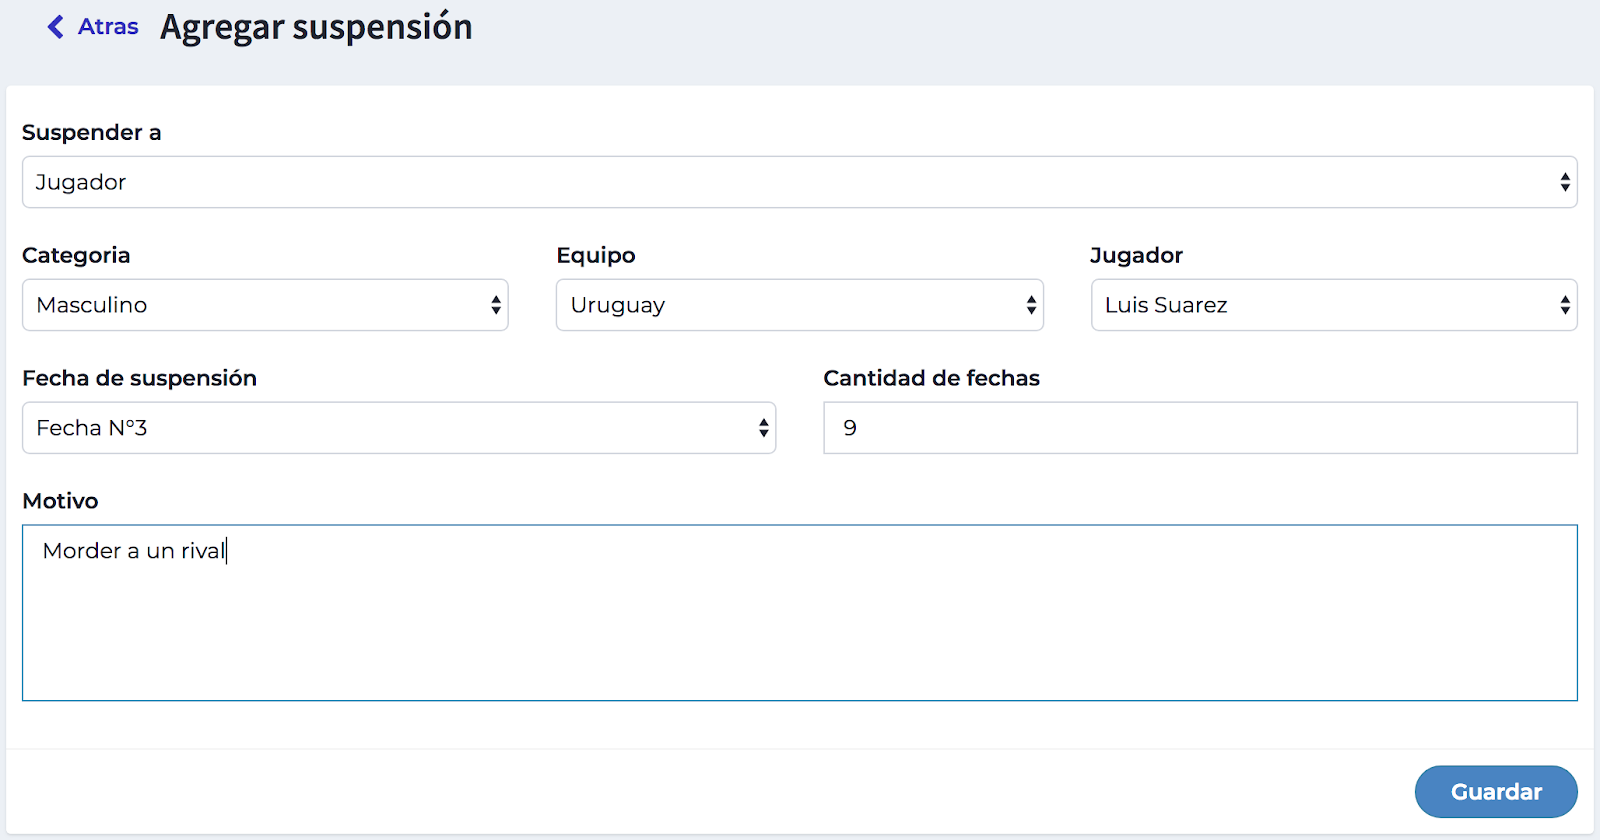 Atras Agregar suspensión
Suspender a
Jugador
Categoria Equipo Jugador
Masculino Uruguay Luis Suarez
Fecha de suspensión Cantidad de fechas
Fecha N°3 9
Motivo
Morder a un rival
Guardar